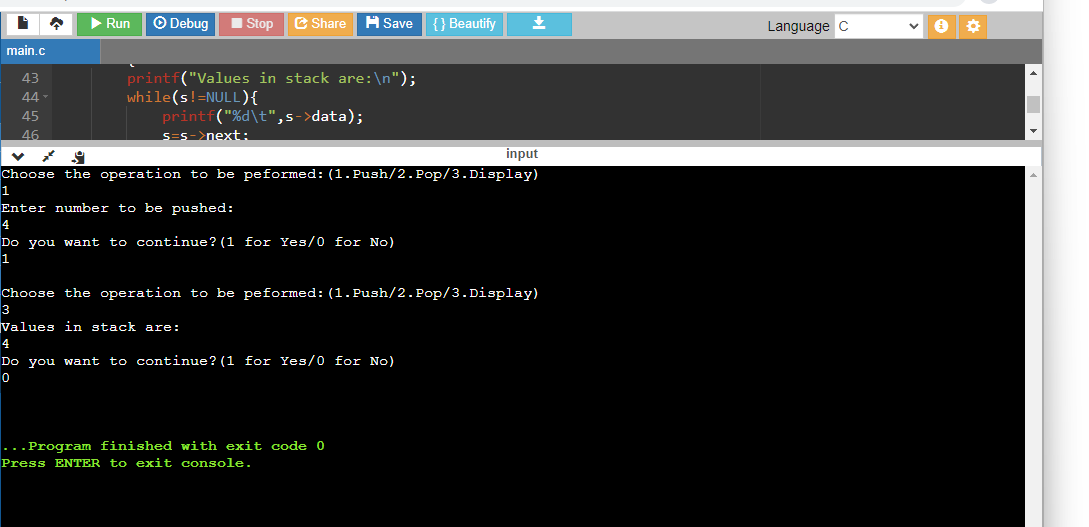 Run Debug Stop Share Save { } Beautify Language C
main.c
43 printf("Values in stack are:\n");
44 while(s!=NULL){
45 printf("%d\t",s->data);
46 s=s->next;
input
Choose the operation to be peformed:(1.Push/2.Pop/3.Display)
1
Enter number to be pushed:
4
Do you want to continue?(1 for Yes/0 for No)
1
Choose the operation to be peformed:(1.Push/2.Pop/3.Display)
3
Values in stack are:
4
Do you want to continue?(1 for Yes/0 for No)
0
...Program finished with exit code 0
Press ENTER to exit console.